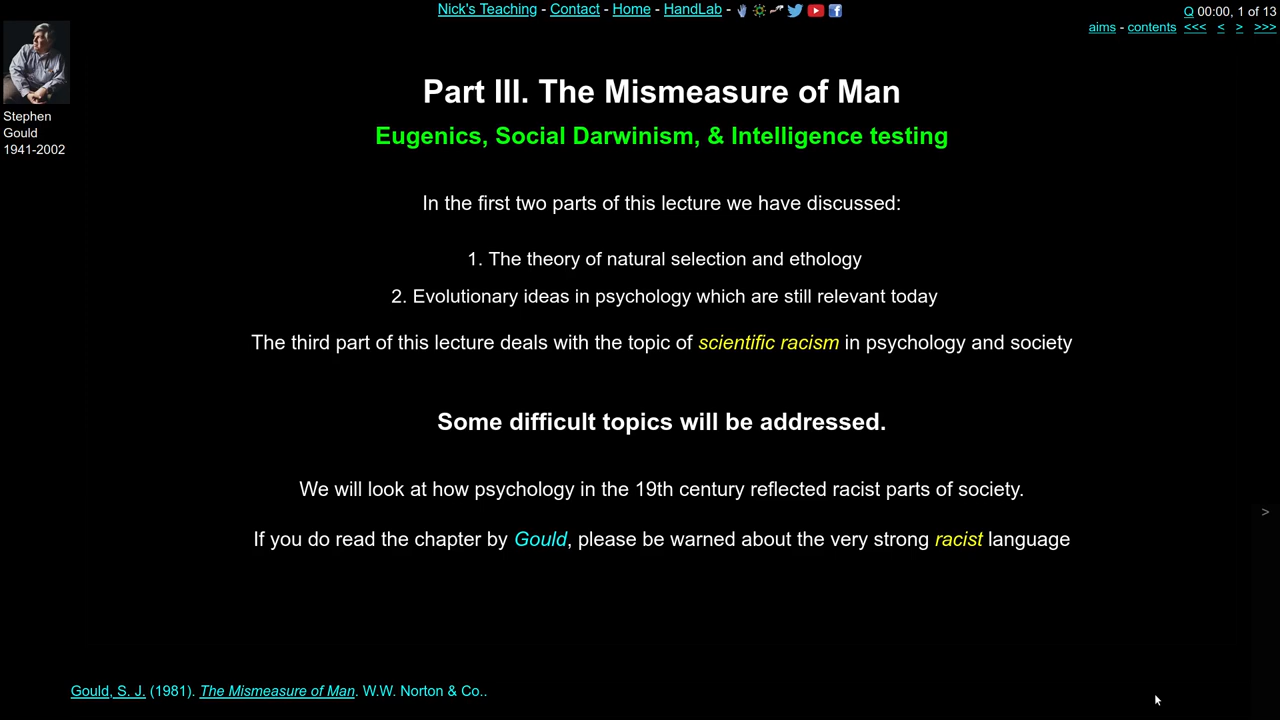 Nick's Teaching - Contact - Home - HandLab -
Q 00:00, 1 of 13
aims - contents <<< < > >>>
Stephen
Gould
1941-2002
Part III. The Mismeasure of Man
Eugenics, Social Darwinism, & Intelligence testing
In the first two parts of this lecture we have discussed:
1. The theory of natural selection and ethology
2. Evolutionary ideas in psychology which are still relevant today
The third part of this lecture deals with the topic of scientific racism in psychology and society
Some difficult topics will be addressed.
We will look at how psychology in the 19th century reflected racist parts of society.
>
If you do read the chapter by Gould, please be warned about the very strong racist language
Gould, S. J. (1981). The Mismeasure of Man. W.W. Norton & Co..